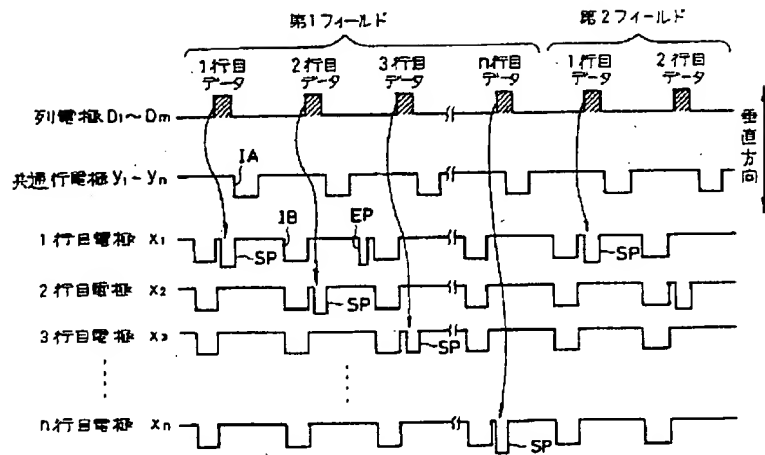 第1フィールド 第2フィールド
1行目データ 2行目データ 3行目データ n行目データ 1行目データ 2行目データ
列電極 D1~Dm
垂直方向
IA
共通行電極 y1~yn
IB EP
1行目電極 x1
SP SP
2行目電極 x2
SP
3行目電極 x3
SP
n行目電極 xn
SP